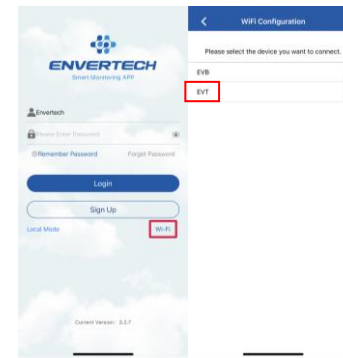 ENVERTECH
Smart Monitoring APP
Envertech
Please Enter Password
Remember Password
Forget Password
Login
Sign Up
Local Mode
Wi-Fi
Current Version: 3.2.7
WiFi Configuration
Please select the device you want to connect.
EVB
EVT